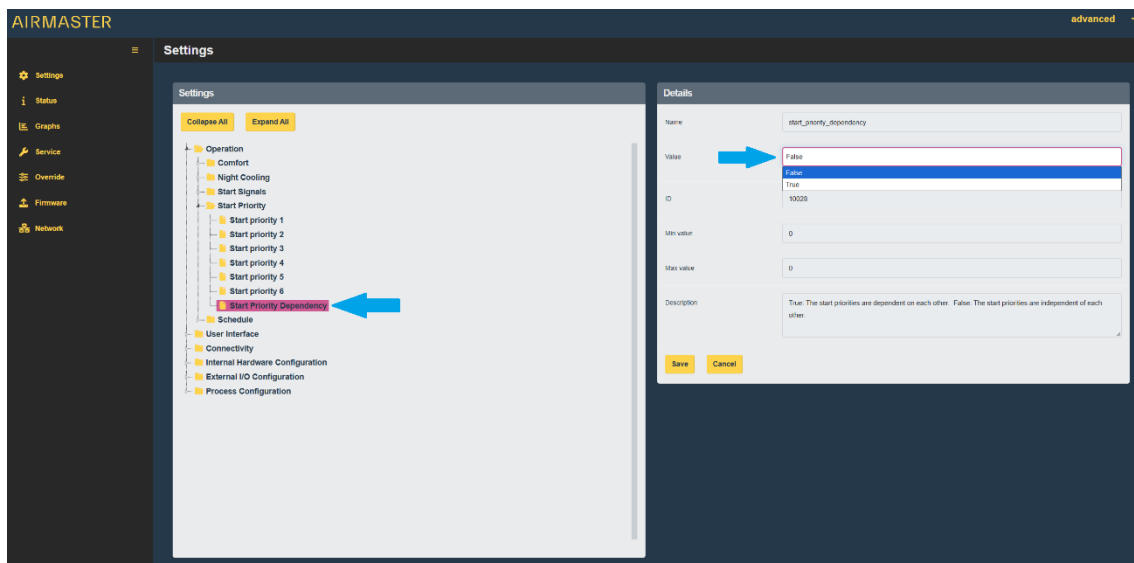 AIRMASTER
advanced
Settings
Settings
Status
Graphs
Service
Override
Firmware
Network
Settings
Collapse All
Expand All
Operation
Comfort
Night Cooling
Start Signals
Start Priority
Start priority 1
Start priority 2
Start priority 3
Start priority 4
Start priority 5
Start priority 6
Start Priority Dependency
Schedule
User Interface
Connectivity
Internal Hardware Configuration
External I/O Configuration
Process Configuration
Details
Name
start_priority_dependency
Value
False
False
True
ID
10028
Min value
0
Max value
0
Description
True: The start priorities are dependent on each other. False: The start priorities are independent of each
other.
Save
Cancel